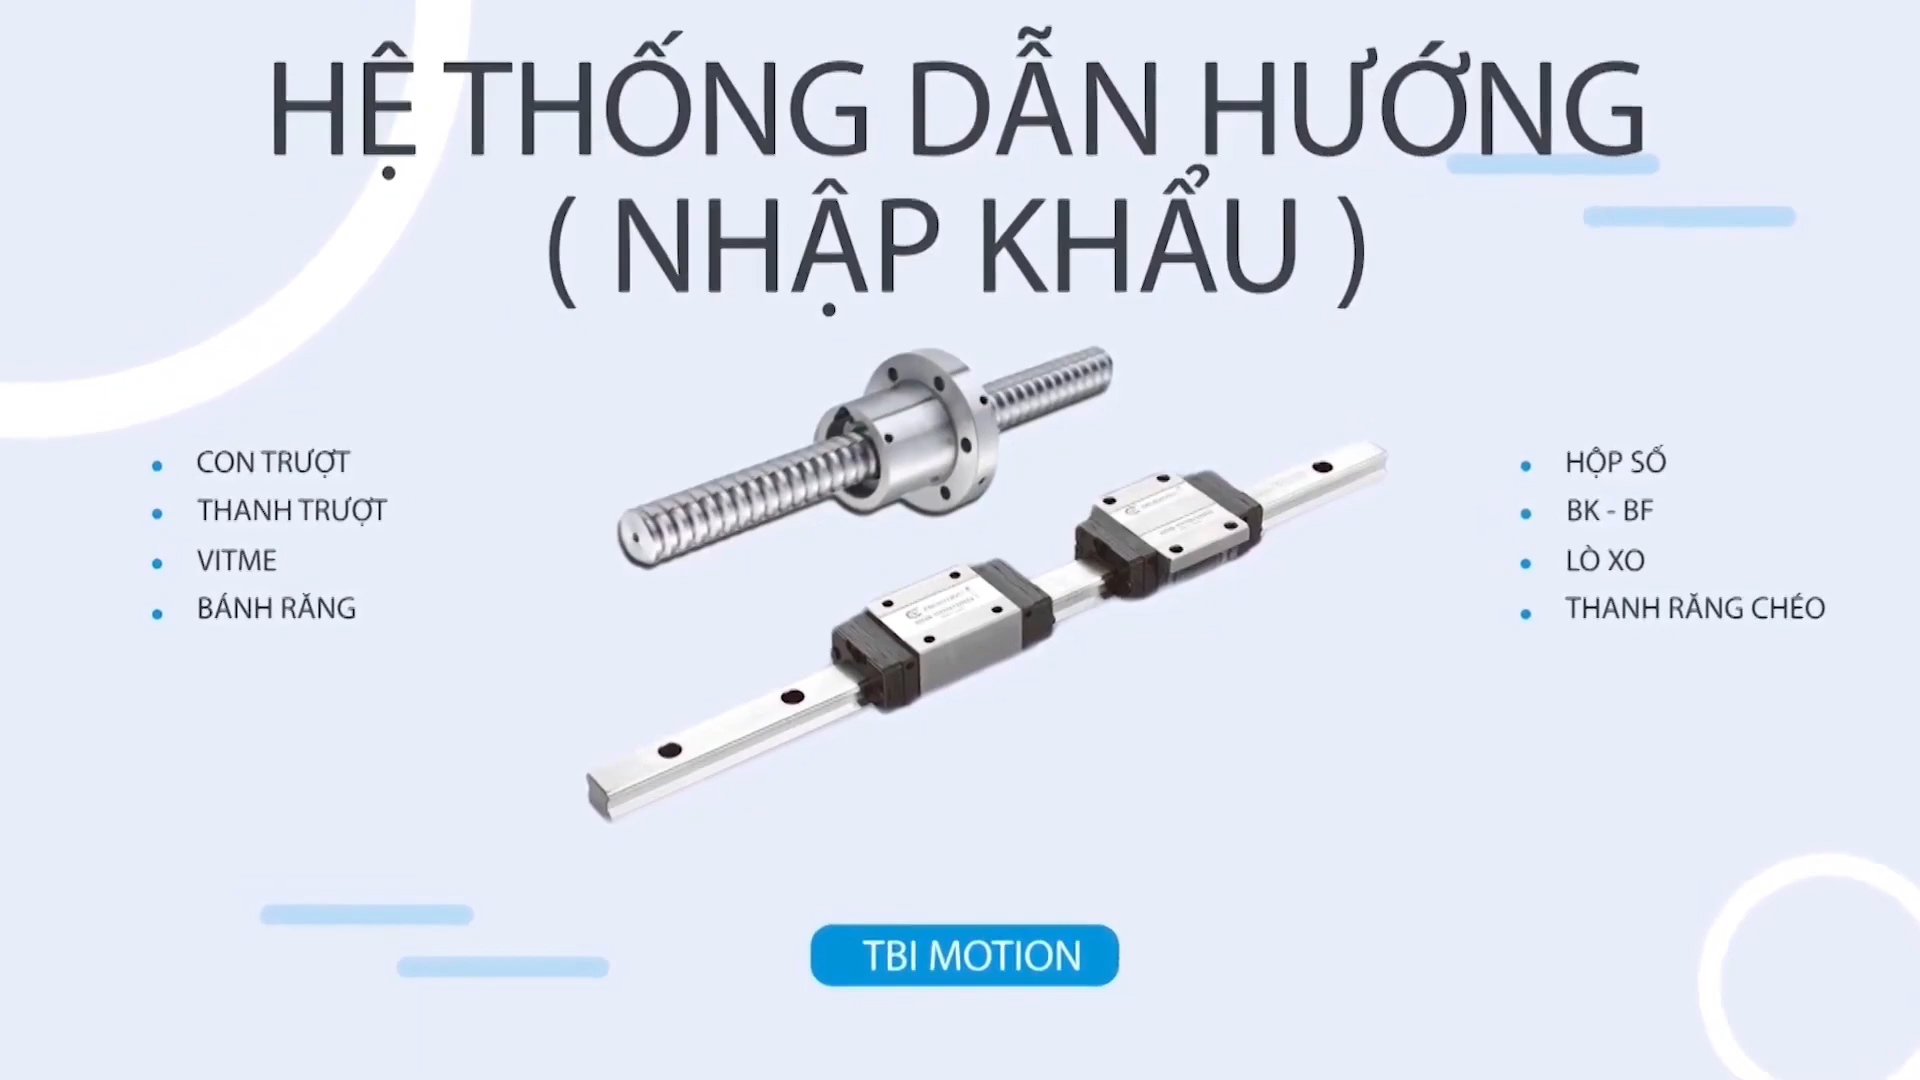 HỆ THỐNG DẪN HƯỚNG
( NHẬP KHẨU )
CON TRƯỢT
THANH TRƯỢT
VITME
BÁNH RĂNG
HỘP SỐ
BK - BF
LÒ XO
THANH RĂNG CHÉO
TBI MOTION